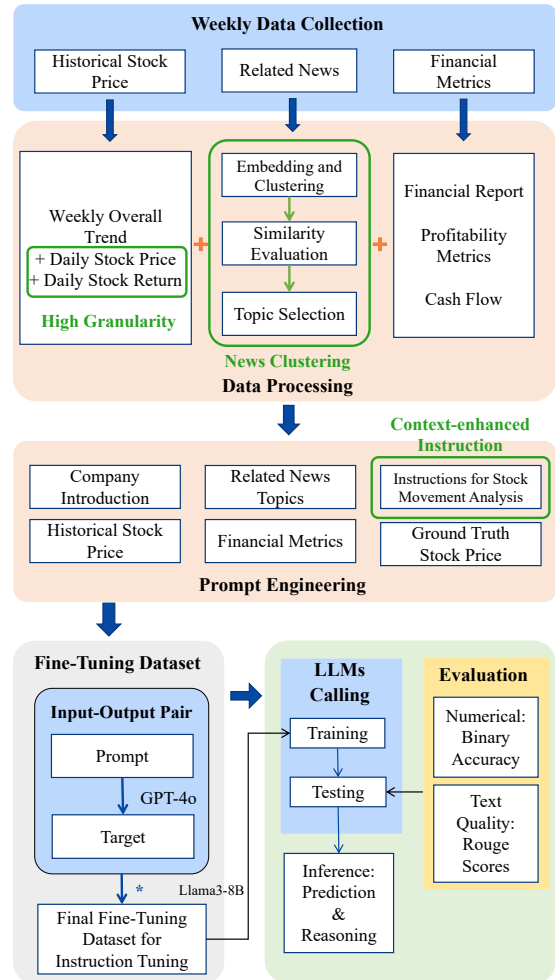 Weekly Data Collection
Historical Stock
Price
Related News
Financial
Metrics
Weekly Overall
Trend
+ Daily Stock Price
+ Daily Stock Return
High Granularity
+
Embedding and
Clustering
Similarity
Evaluation
Topic Selection
News Clustering
+
Financial Report
Profitability
Metrics
Cash Flow
Data Processing
Context-enhanced
Instruction
Company
Introduction
Related News
Topics
Instructions for Stock
Movement Analysis
Historical Stock
Price
Financial Metrics
Ground Truth
Stock Price
Prompt Engineering
Fine-Tuning Dataset
Input-Output Pair
Prompt
GPT-4o
Target
*
Llama3-8B
Final Fine-Tuning
Dataset for
Instruction Tuning
LLMs
Calling
Training
Testing
Inference:
Prediction
&
Reasoning
Evaluation
Numerical:
Binary
Accuracy
Text
Quality:
Rouge
Scores